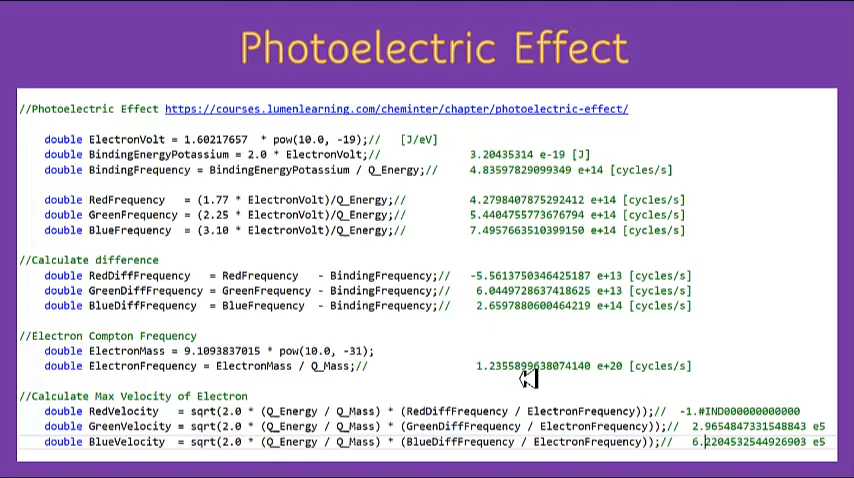 Photoelectric Effect
//Photoelectric Effect https://courses.lumenlearning.com/cheminter/chapter/photoelectric-effect/
double ElectronVolt = 1.60217657 * pow(10.0, -19);// [J/eV]
double BindingEnergyPotassium = 2.0 * ElectronVolt;// 3.20435314 e-19 [J]
double BindingFrequency = BindingEnergyPotassium / Q_Energy;// 4.83597829099349 e+14 [cycles/s]
double RedFrequency = (1.77 * ElectronVolt)/Q_Energy;// 4.2798407875292412 e+14 [cycles/s]
double GreenFrequency = (2.25 * ElectronVolt)/Q_Energy;// 5.4404755773676794 e+14 [cycles/s]
double BlueFrequency = (3.10 * ElectronVolt)/Q_Energy;// 7.4957663510399150 e+14 [cycles/s]
//Calculate difference
double RedDiffFrequency = RedFrequency - BindingFrequency;// -5.5613750346425187 e+13 [cycles/s]
double GreenDiffFrequency = GreenFrequency - BindingFrequency;// 6.0449728637418625 e+13 [cycles/s]
double BlueDiffFrequency = BlueFrequency - BindingFrequency;// 2.6597880600464219 e+14 [cycles/s]
//Electron Compton Frequency
double ElectronMass = 9.1093837015 * pow(10.0, -31);
double ElectronFrequency = ElectronMass / Q_Mass;// 1.2355899638074140 e+20 [cycles/s]
//Calculate Max Velocity of Electron
double RedVelocity = sqrt(2.0 * (Q_Energy / Q_Mass) * (RedDiffFrequency / ElectronFrequency));// -1.#IND000000000000
double GreenVelocity = sqrt(2.0 * (Q_Energy / Q_Mass) * (GreenDiffFrequency / ElectronFrequency));// 2.9654847331548843 e5
double BlueVelocity = sqrt(2.0 * (Q_Energy / Q_Mass) * (BlueDiffFrequency / ElectronFrequency));// 6.2204532544926903 e5